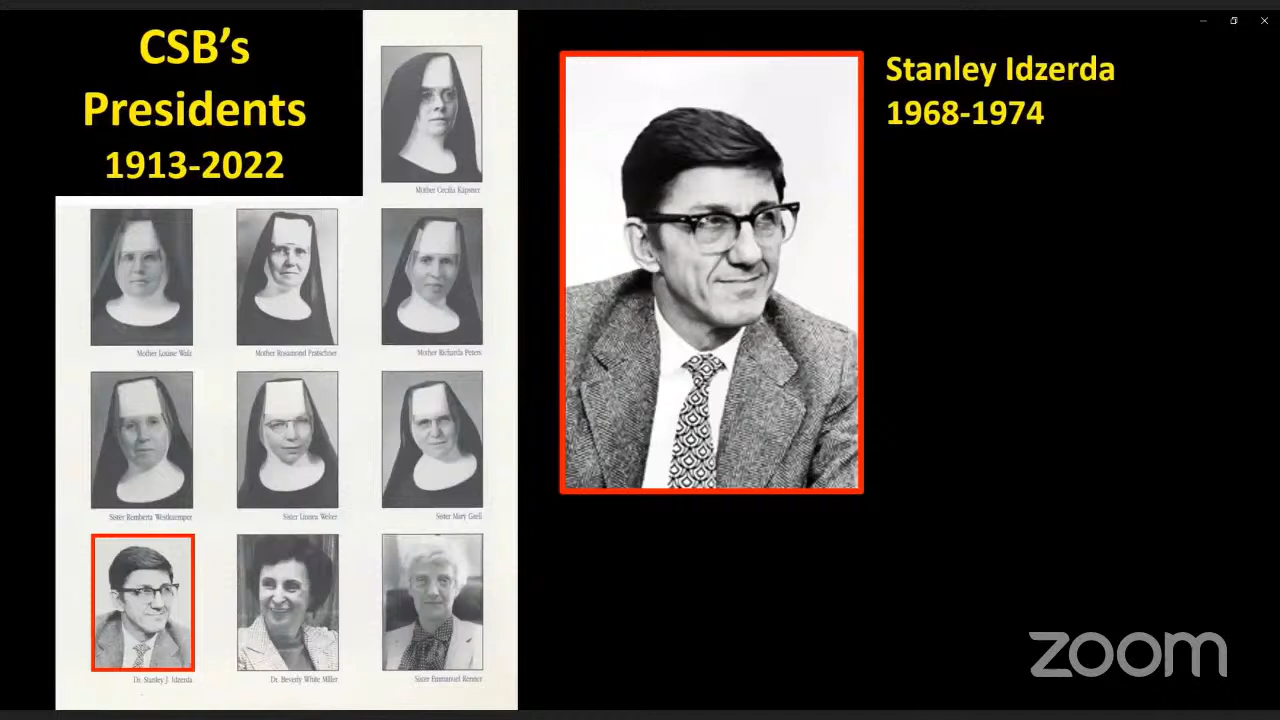 CSB's
Presidents
1913-2022
Mother Cecilia Kapsner
Mother Louise Walz
Mother Rosamond Pratschner
Mother Richarda Peters
Sister Remberta Westkaemper
Sister Linnea Welter
Sister Mary Grell
Dr. Stanley J. Idzerda
Dr. Beverly White Miller
Sister Emmanuel Renner
Stanley Idzerda
1968-1974
zoom